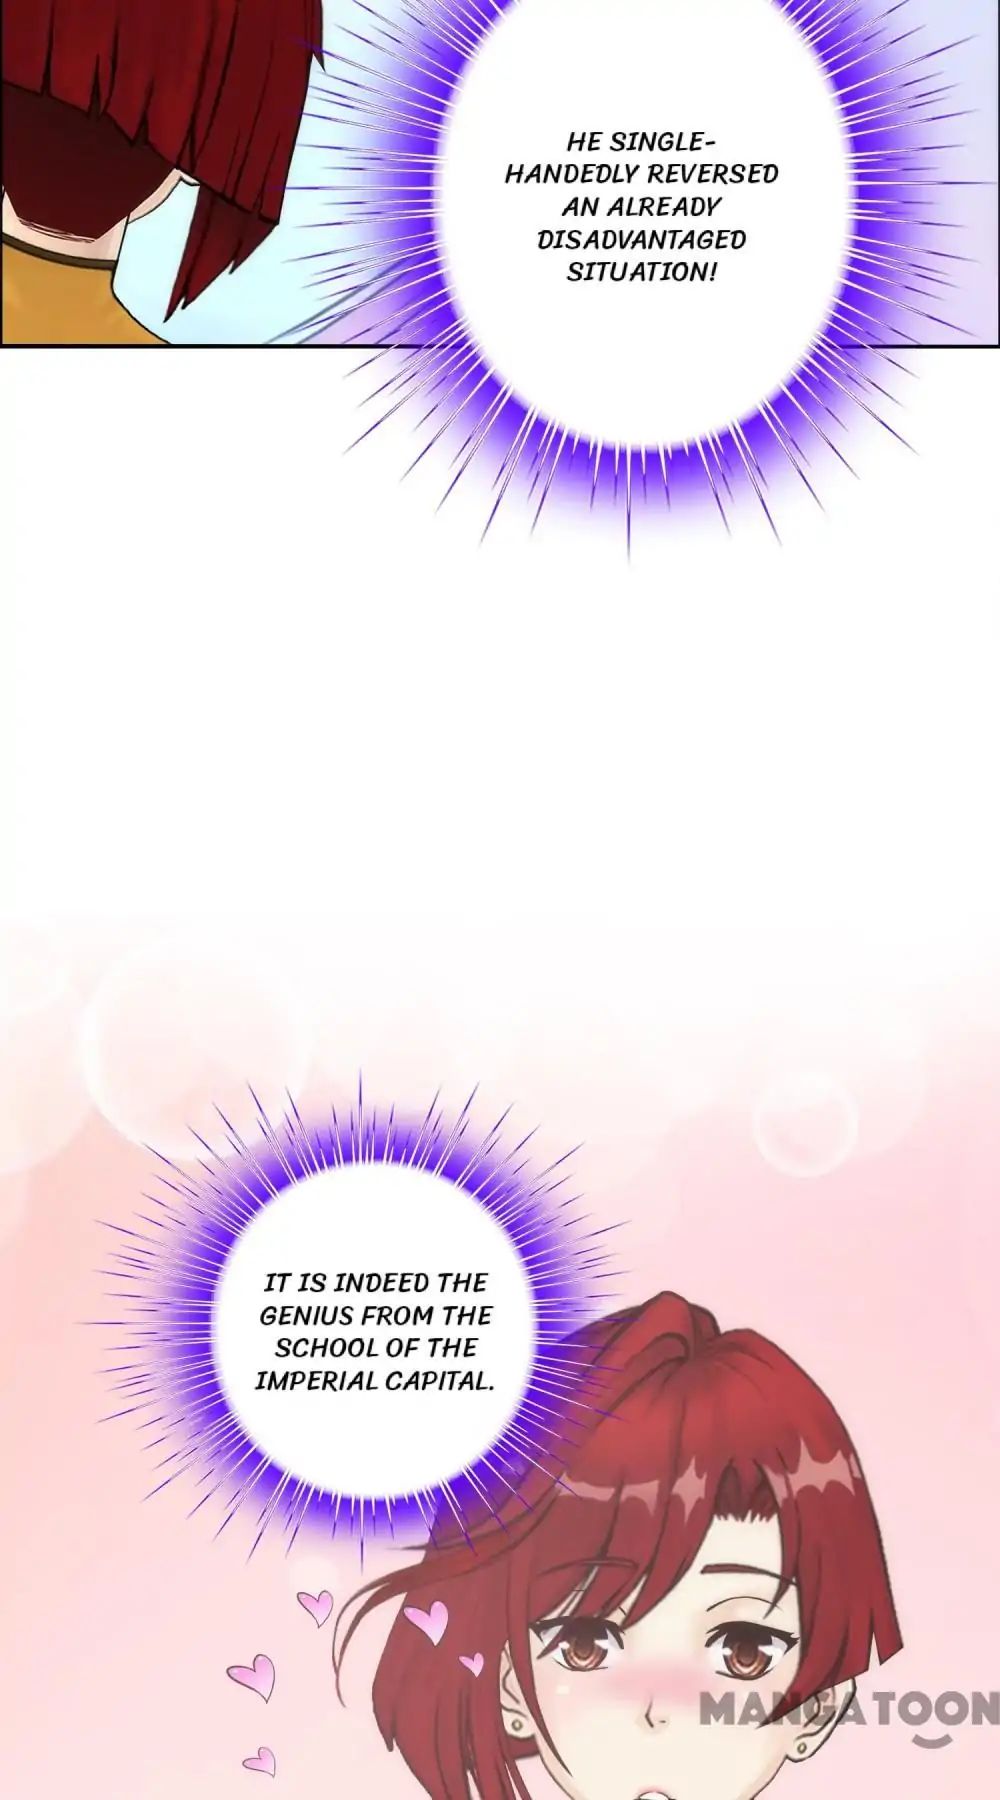 HE SINGLE-
HANDEDLY REVERSED
AN ALREADY
DISADVANTAGED
SITUATION!
IT IS INDEED THE
GENIUS FROM THE
SCHOOL OF THE
IMPERIAL CAPITAL.
MANGATOON